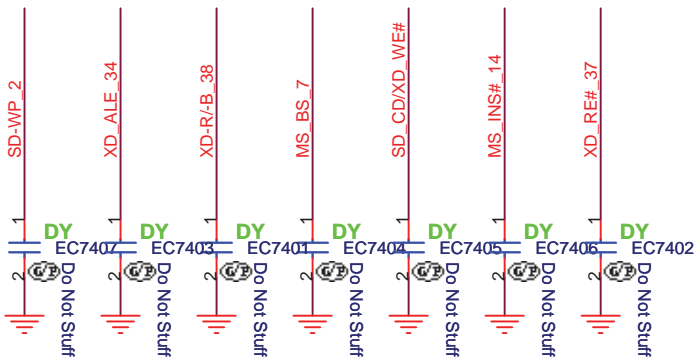 SD-WP_2
XD_ALE_34
XD-R/-B_38
MS_BS_7
SD_CD/XD_WE#
MS_INS#_14
XD_RE#_37
1 1 1 1 1 1 1
DY DY DY DY DY DY DY
EC7407 EC7403 EC7401 EC7404 EC7405 EC7406 EC7402
2 G/P 2 G/P 2 G/P 2 G/P 2 G/P 2 G/P 2 G/P
Do Not Stuff
Do Not Stuff
Do Not Stuff
Do Not Stuff
Do Not Stuff
Do Not Stuff
Do Not Stuff